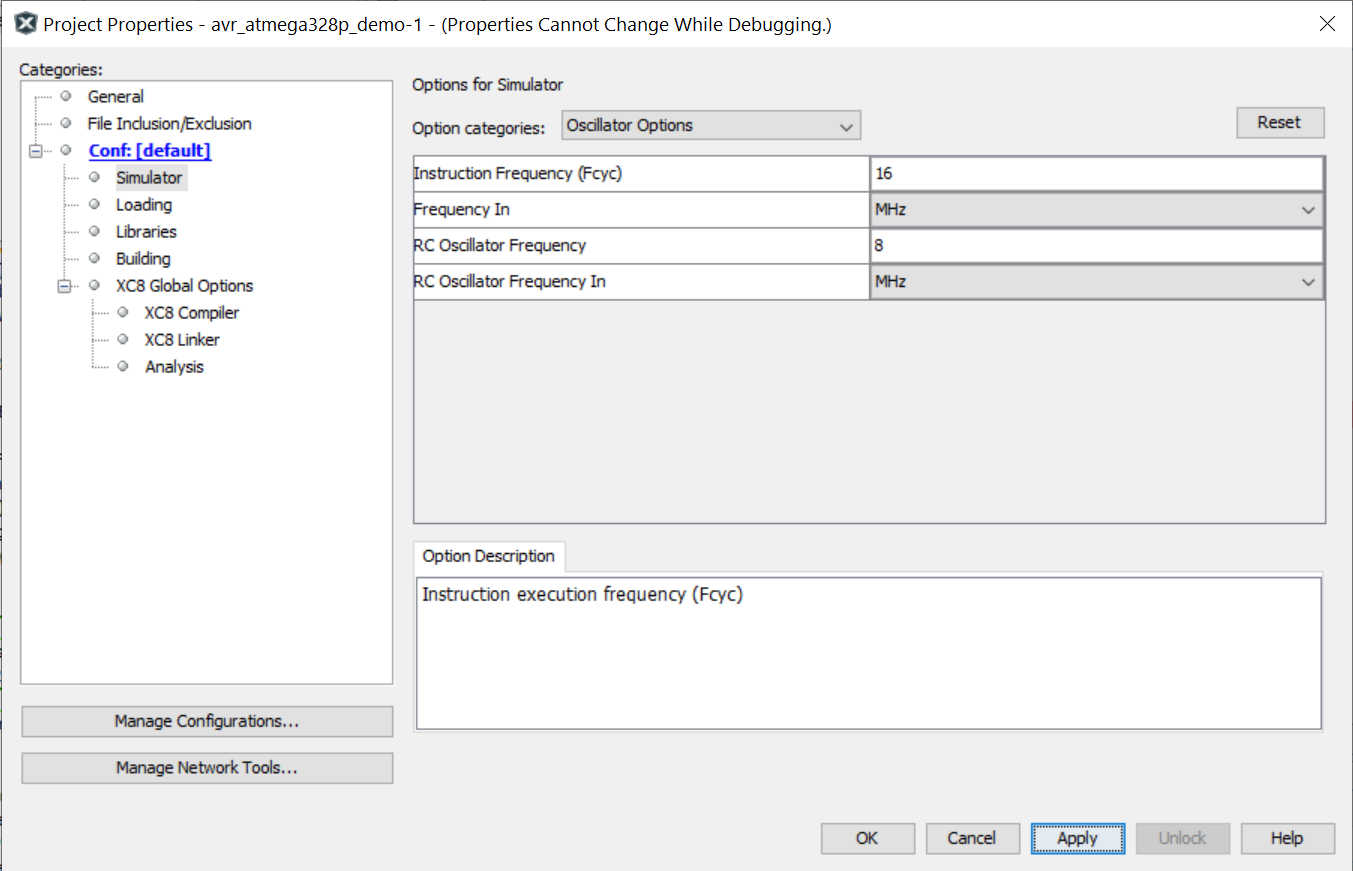 Project Properties - avr_atmega328p_demo-1 - (Properties Cannot Change While Debugging.)
Categories:
General
File Inclusion/Exclusion
Conf: [default]
Simulator
Loading
Libraries
Building
XC8 Global Options
XC8 Compiler
XC8 Linker
Analysis
Manage Configurations...
Manage Network Tools...
Options for Simulator
Option categories: Oscillator Options Reset
Instruction Frequency (Fcyc) 16
Frequency In MHz
RC Oscillator Frequency 8
RC Oscillator Frequency In MHz
Option Description
Instruction execution frequency (Fcyc)
OK Cancel Apply Unlock Help